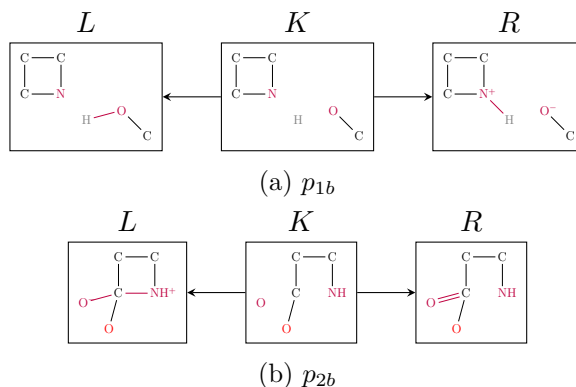 L K R
C C C C C C
C N C N C N⁺
H O H O H O⁻
C C C
(a) p₁b
L K R
C C C C C C
O C NH⁺ O C NH O C NH
O O O
(b) p₂b